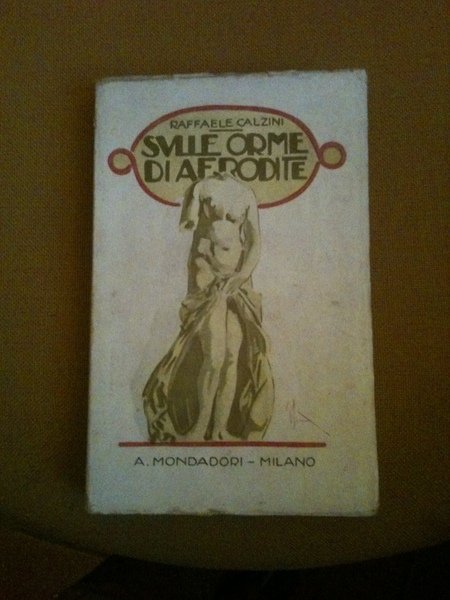 RAFFAELE CALZINI
SVLLE ORME
DI AFRODITE
A. MONDADORI - MILANO